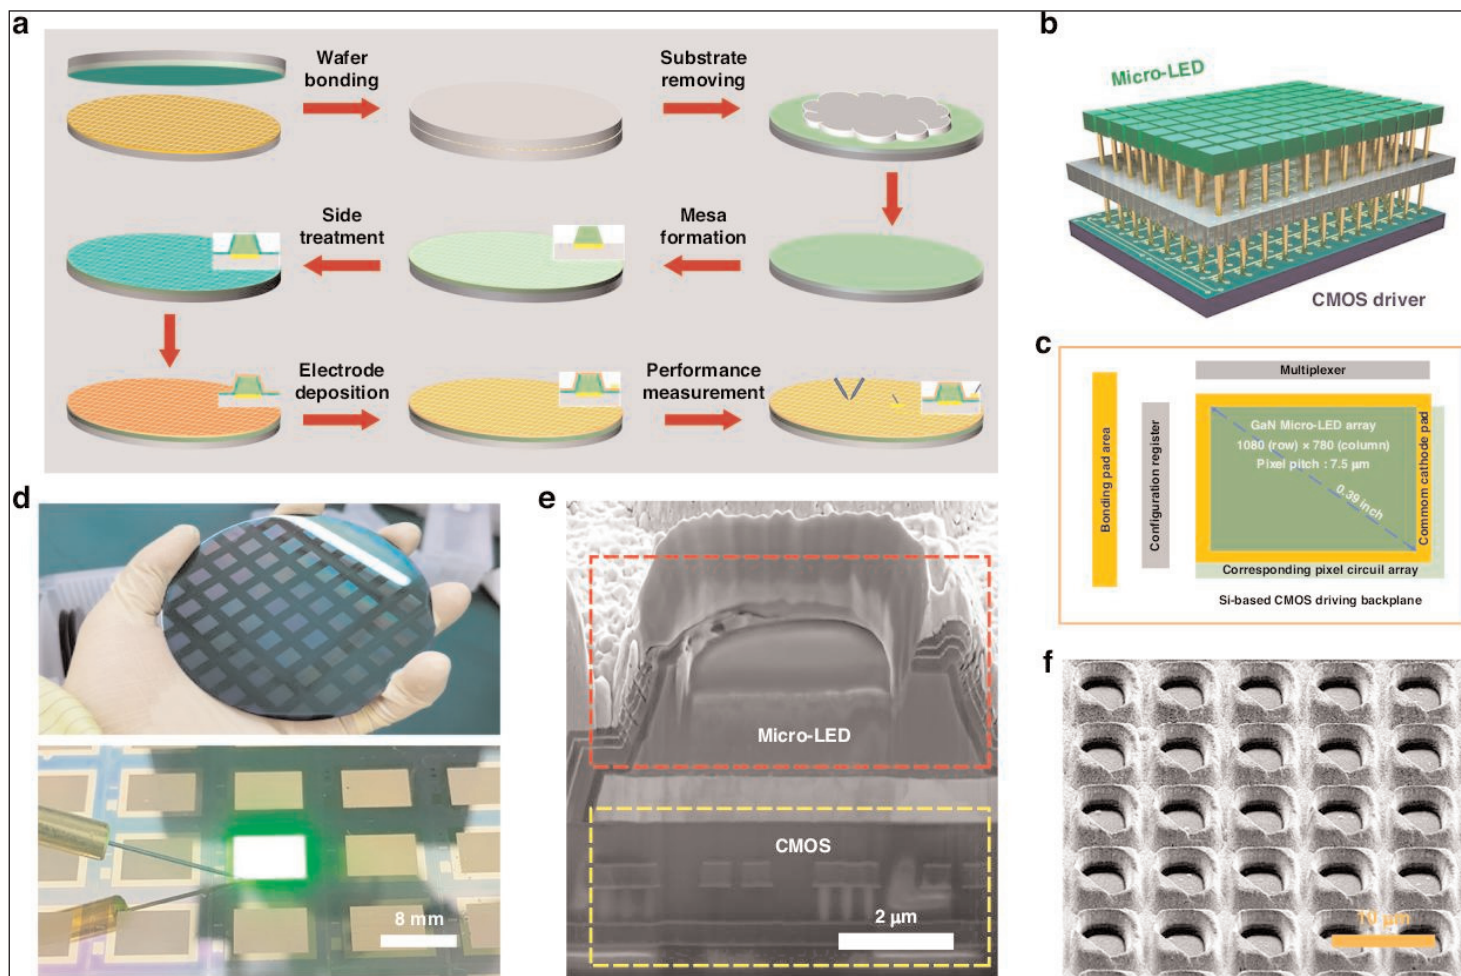 a
Wafer
bonding
Substrate
removing
Side
treatment
Mesa
formation
Electrode
deposition
Performance
measurement
b
Micro-LED
CMOS driver
c
Multiplexer
Bonding pad area
Configuration register
GaN Micro-LED array
1080 (row) × 780 (column)
Pixel pitch : 7.5 μm
0.39 inch
Commom cathode pad
Corresponding pixel circuil array
Si-based CMOS driving backplane
d
8 mm
e
Micro-LED
CMOS
2 μm
f
10 μm